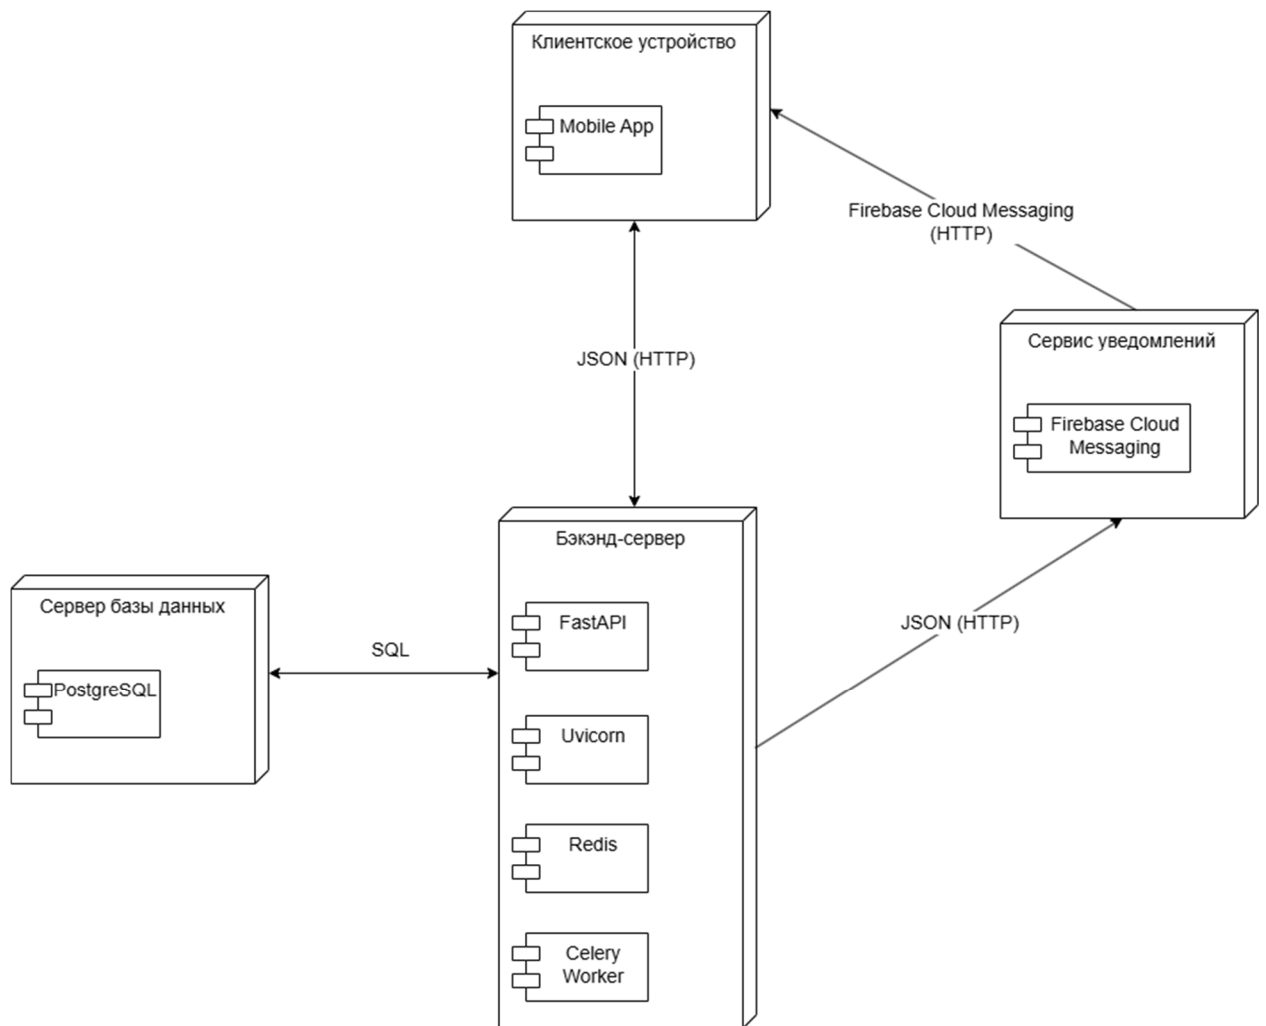 Клиентское устройство
Mobile App
Firebase Cloud Messaging
(HTTP)
JSON (HTTP)
Сервис уведомлений
Firebase Cloud
Messaging
Бэкэнд-сервер
Сервер базы данных
PostgreSQL
SQL
FastAPI
JSON (HTTP)
Uvicorn
Redis
Celery
Worker